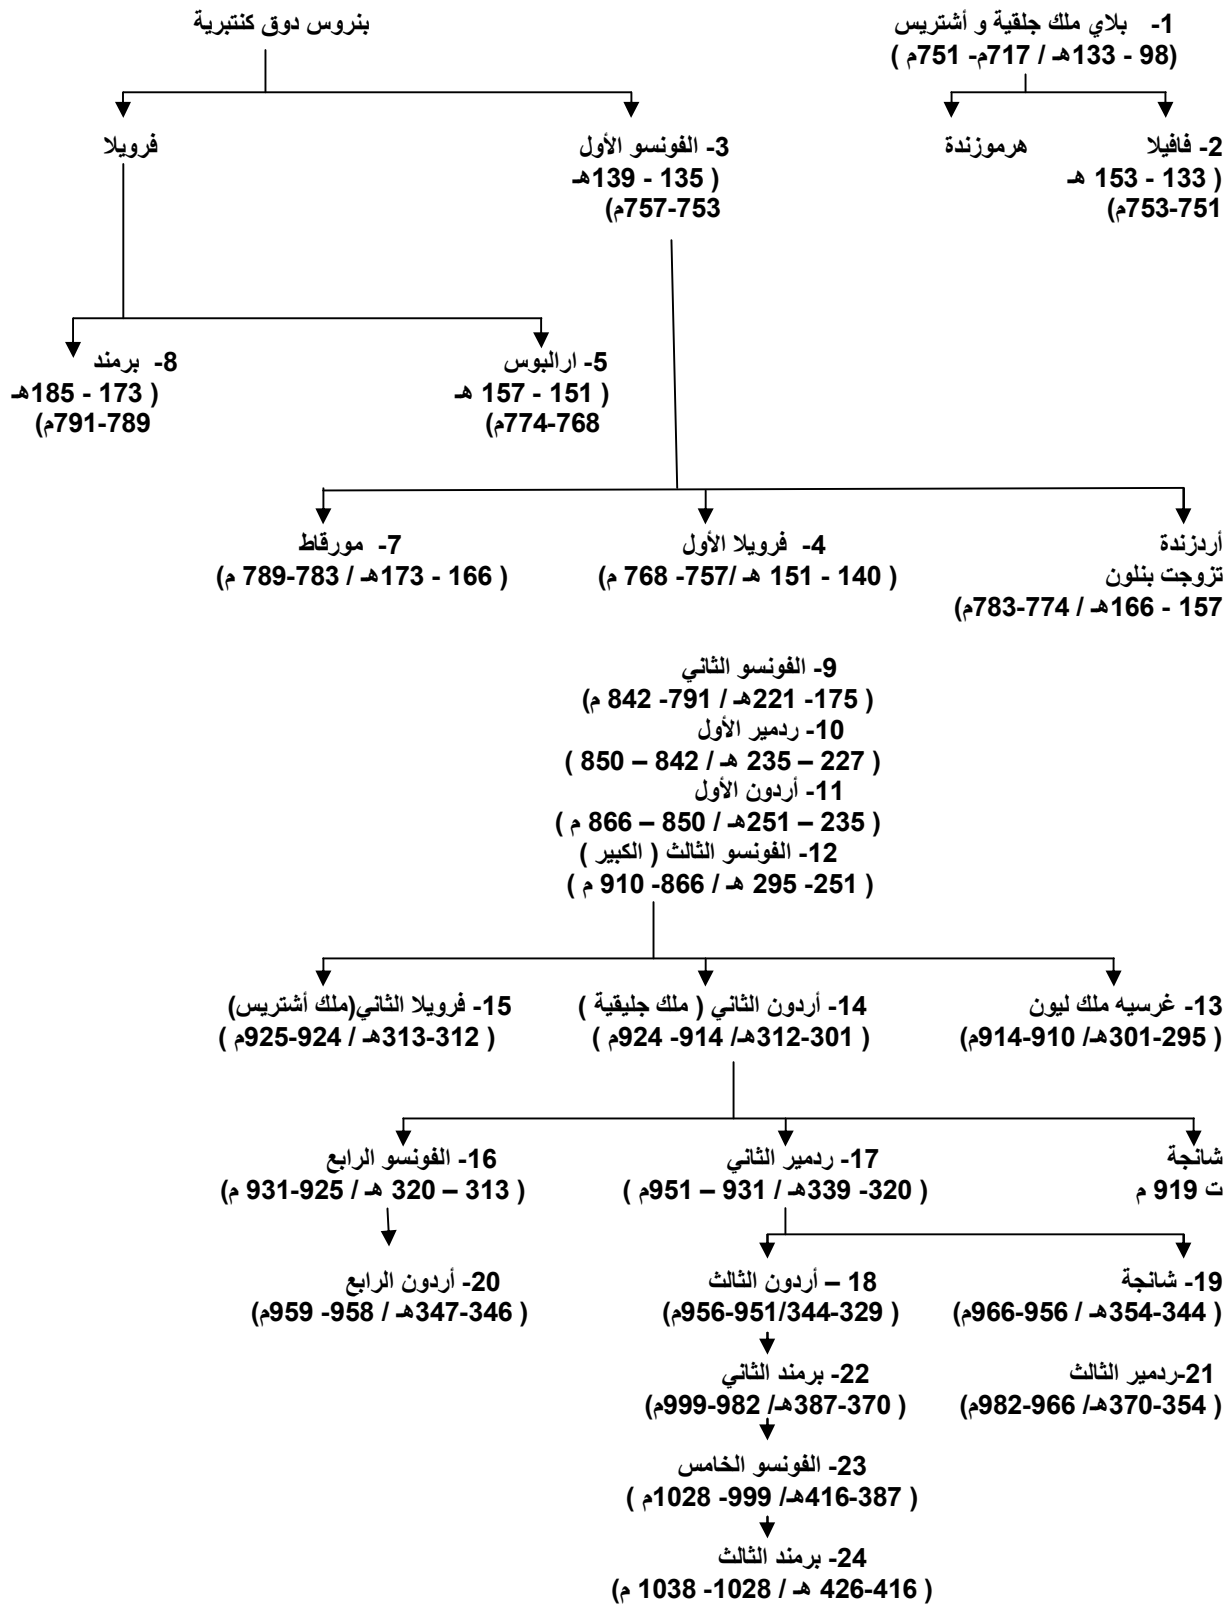 1- بلاي ملك جلقية و أشتريس
(98 - 133هـ / 717م- 751م )
بنروس دوق كنتبرية
2- فافيلا
( 133 - 153 هـ
751-753م)
هرموزندة
3- الفونسو الأول
( 135 - 139هـ
753-757م)
فرويلا
5- ارالبوس
( 151 - 157 هـ
768-774م)
8- برمند
( 173 - 185هـ
789-791م)
أردزندة
تزوجت بنلون
157 - 166هـ / 774-783م)
4- فرويلا الأول
( 140 - 151 هـ /757- 768 م)
7- مورقاط
( 166 - 173هـ / 783-789 م)
9- الفونسو الثاني
( 175- 221هـ / 791- 842 م)
10- ردمير الأول
( 227 – 235 هـ / 842 – 850 )
11- أردون الأول
( 235 – 251هـ / 850 – 866 م )
12- الفونسو الثالث ( الكبير )
( 251- 295 هـ / 866- 910 م )
13- غرسيه ملك ليون
( 295-301هـ/ 910-914م)
14- أردون الثاني ( ملك جليقية )
( 301-312هـ/ 914- 924م )
15- فرويلا الثاني(ملك أشتريس)
( 312-313هـ / 924-925م )
شانجة
ت 919 م
17- ردمير الثاني
( 320- 339هـ / 931 – 951م )
16- الفونسو الرابع
( 313 – 320 هـ / 925-931 م)
19- شانجة
( 344-354هـ / 956-966م)
18 – أردون الثالث
( 329-344/951-956م)
20- أردون الرابع
( 346-347هـ / 958- 959م)
21-ردمير الثالث
( 354-370هـ/ 966-982م)
22- برمند الثاني
( 370-387هـ/ 982-999م)
23- الفونسو الخامس
( 387-416هـ/ 999- 1028م )
24- برمند الثالث
( 416-426 هـ / 1028- 1038 م)